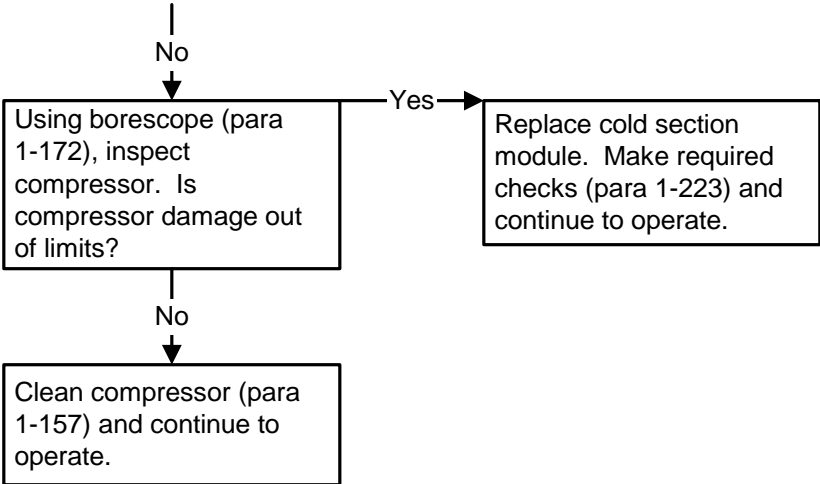 No
Using borescope (para
1-172), inspect
compressor.  Is
compressor damage out
of limits?
Yes
Replace cold section
module.  Make required
checks (para 1-223) and
continue to operate.
No
Clean compressor (para
1-157) and continue to
operate.